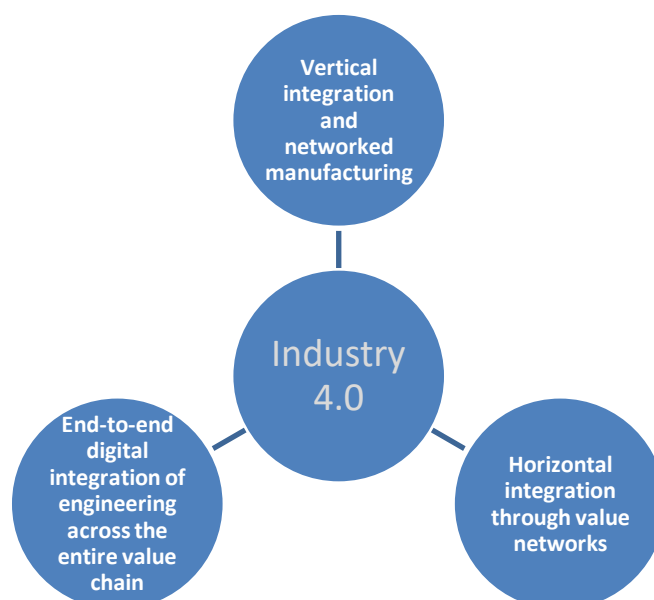 Vertical
integration
and
networked
manufacturing
Industry
4.0
End-to-end
digital
integration of
engineering
across the
entire value
chain
Horizontal
integration
through value
networks